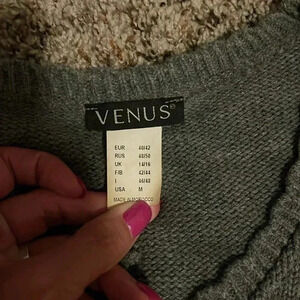 VENUS®
EUR 40/42
RUS 48/50
UK 14/16
F/B 42/44
I 46/48
USA M
MADE IN MOROCCO